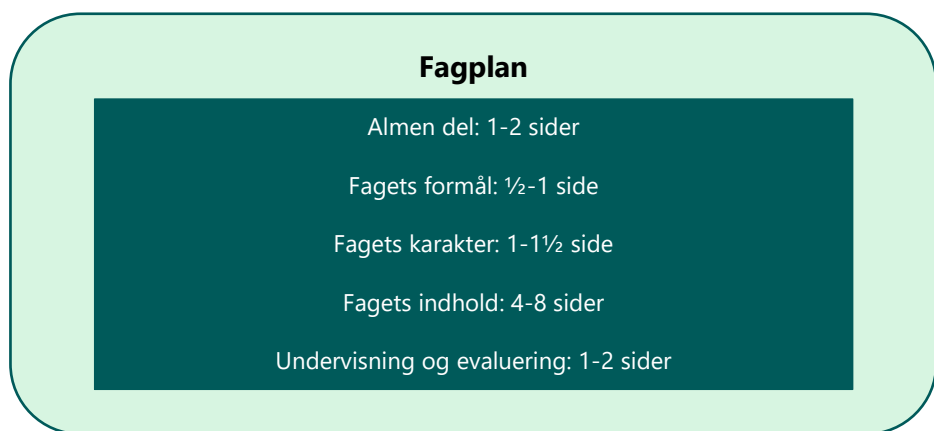 Fagplan
Almen del: 1-2 sider
Fagets formål: ½-1 side
Fagets karakter: 1-1½ side
Fagets indhold: 4-8 sider
Undervisning og evaluering: 1-2 sider